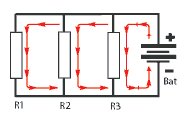 +
-
Bat
R1 R2 R3